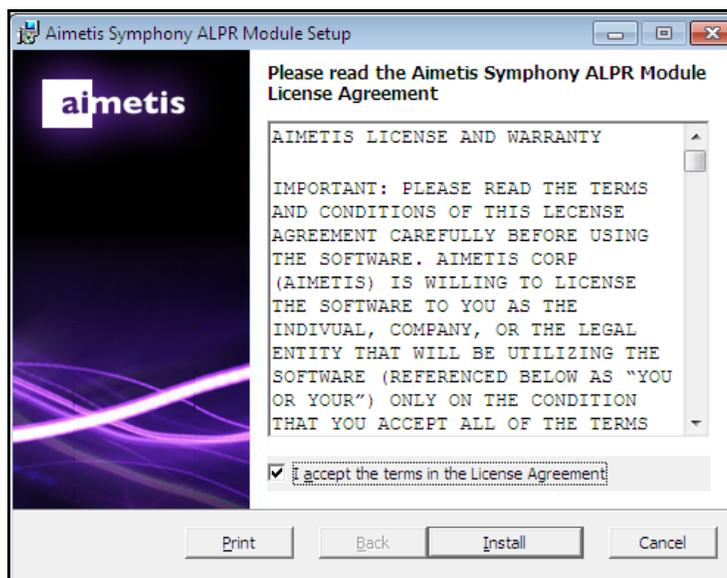 Aimetis Symphony ALPR Module Setup
aimetis
Please read the Aimetis Symphony ALPR Module
License Agreement
AIMETIS LICENSE AND WARRANTY
IMPORTANT: PLEASE READ THE TERMS
AND CONDITIONS OF THIS LECENSE
AGREEMENT CAREFULLY BEFORE USING
THE SOFTWARE. AIMETIS CORP
(AIMETIS) IS WILLING TO LICENSE
THE SOFTWARE TO YOU AS THE
INDIVUAL, COMPANY, OR THE LEGAL
ENTITY THAT WILL BE UTILIZING THE
SOFTWARE (REFERENCED BELOW AS “YOU
OR YOUR”) ONLY ON THE CONDITION
THAT YOU ACCEPT ALL OF THE TERMS
I accept the terms in the License Agreement
Print Back Install Cancel